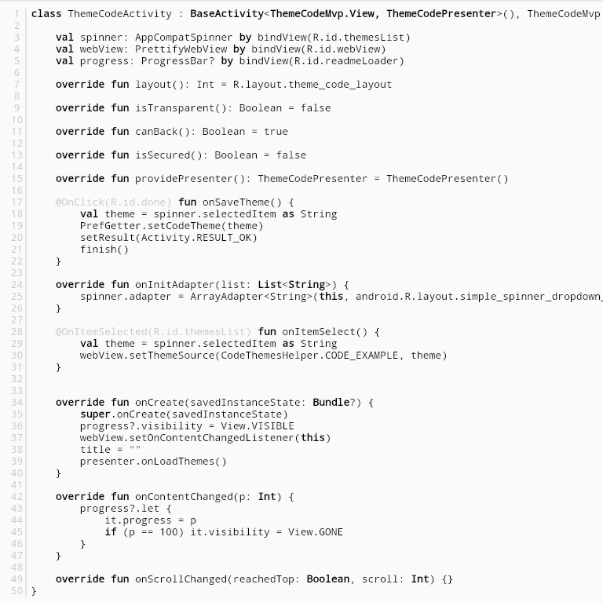 1 class ThemeCodeActivity : BaseActivity<ThemeCodeMvp.View, ThemeCodePresenter>(), ThemeCodeMvp
2
3 val spinner: AppCompatSpinner by bindView(R.id.themesList)
4 val webView: PrettifyWebView by bindView(R.id.webView)
5 val progress: ProgressBar? by bindView(R.id.readmeLoader)
6
7 override fun layout(): Int = R.layout.theme_code_layout
8
9 override fun isTransparent(): Boolean = false
10
11 override fun canBack(): Boolean = true
12
13 override fun isSecured(): Boolean = false
14
15 override fun providePresenter(): ThemeCodePresenter = ThemeCodePresenter()
16
17 @OnClick(R.id.done) fun onSaveTheme() {
18 val theme = spinner.selectedItem as String
19 PrefGetter.setCodeTheme(theme)
20 setResult(Activity.RESULT_OK)
21 finish()
22 }
23
24 override fun onInitAdapter(list: List<String>) {
25 spinner.adapter = ArrayAdapter<String>(this, android.R.layout.simple_spinner_dropdown_
26 }
27
28 @OnItemSelected(R.id.themesList) fun onItemSelect() {
29 val theme = spinner.selectedItem as String
30 webView.setThemeSource(CodeThemesHelper.CODE_EXAMPLE, theme)
31 }
32
33
34 override fun onCreate(savedInstanceState: Bundle?) {
35 super.onCreate(savedInstanceState)
36 progress?.visibility = View.VISIBLE
37 webView.setOnContentChangedListener(this)
38 title = ""
39 presenter.onLoadThemes()
40 }
41
42 override fun onContentChanged(p: Int) {
43 progress?.let {
44 it.progress = p
45 if (p == 100) it.visibility = View.GONE
46 }
47 }
48
49 override fun onScrollChanged(reachedTop: Boolean, scroll: Int) {}
50 }